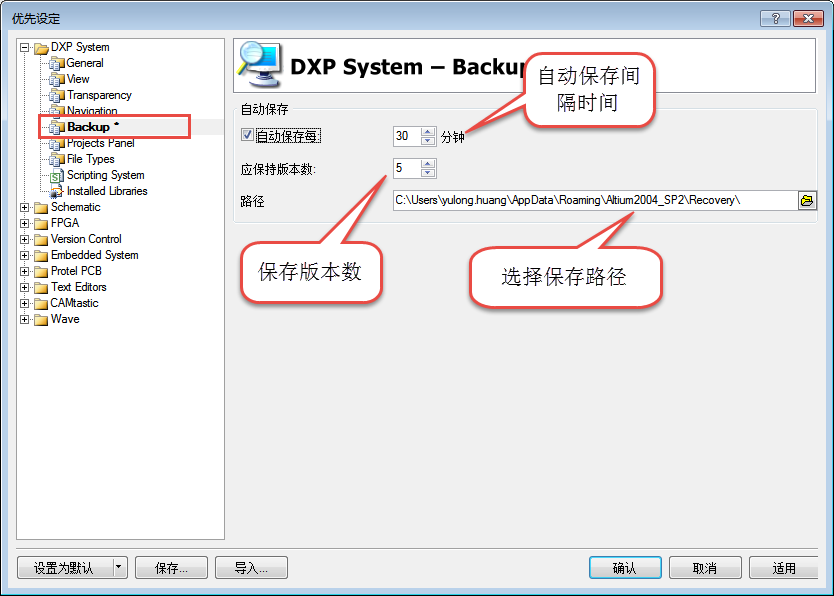 优先设定
DXP System
General
View
Transparency
Navigation
Backup *
Projects Panel
File Types
Scripting System
Installed Libraries
Schematic
FPGA
Version Control
Embedded System
Protel PCB
Text Editors
CAMtastic
Wave
DXP System – Backup
自动保存间
隔时间
自动保存
自动保存每:
30
分钟
应保持版本数:
5
路径
C:\Users\yulong.huang\AppData\Roaming\Altium2004_SP2\Recovery\
保存版本数
选择保存路径
设置为默认
保存...
导入...
确认
取消
适用